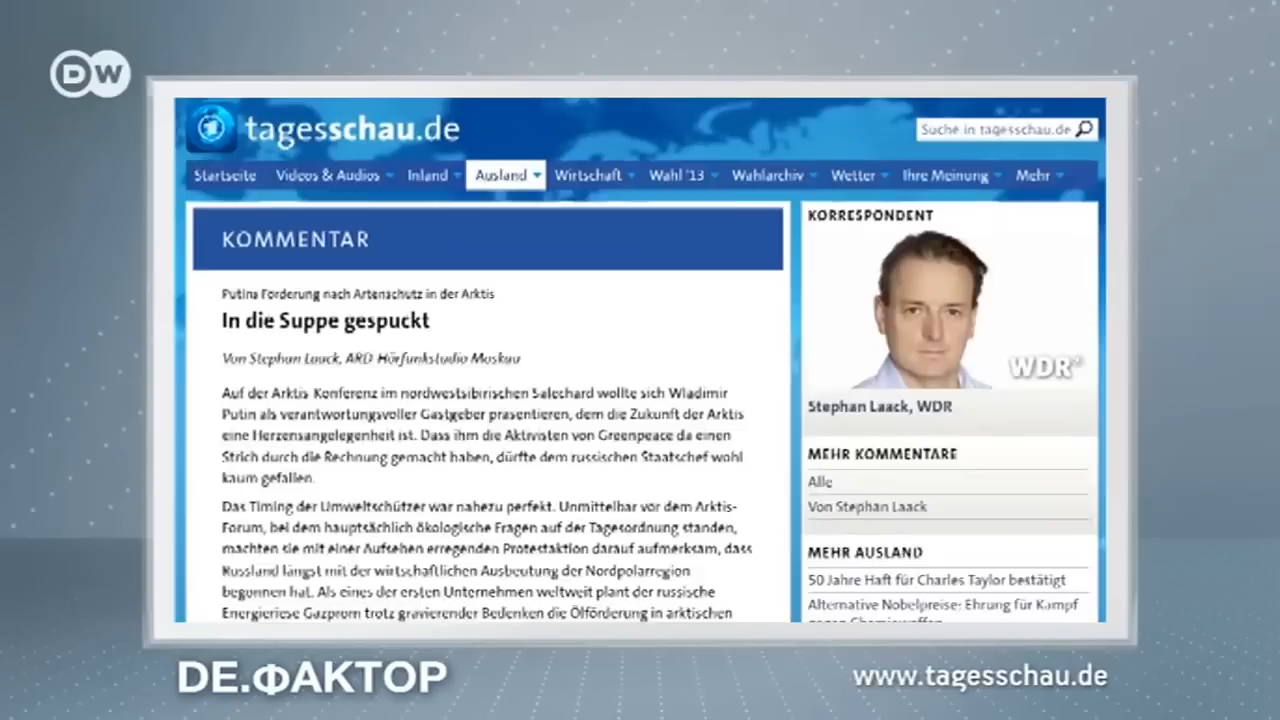 DW
tagesschau.de
Suche in tagesschau.de
Startseite Videos & Audios Inland Ausland Wirtschaft Wahl '13 Wahlarchiv Wetter Ihre Meinung Mehr
KOMMENTAR
Putins Forderung nach Artenschutz in der Arktis
In die Suppe gespuckt
Von Stephan Laack, ARD-Hörfunkstudio Moskau
Auf der Arktis-Konferenz im nordwestsibirischen Salechard wollte sich Wladimir
Putin als verantwortungsvoller Gastgeber präsentieren, dem die Zukunft der Arktis
eine Herzensangelegenheit ist. Dass ihm die Aktivisten von Greenpeace da einen
Strich durch die Rechnung gemacht haben, dürfte dem russischen Staatschef wohl
kaum gefallen.
Das Timing der Umweltschützer war nahezu perfekt. Unmittelbar vor dem Arktis-
Forum, bei dem hauptsächlich ökologische Fragen auf der Tagesordnung standen,
machten sie mit einer Aufsehen erregenden Protestaktion darauf aufmerksam, dass
Russland längst mit der wirtschaftlichen Ausbeutung der Nordpolarregion
begonnen hat. Als eines der ersten Unternehmen weltweit plant der russische
Energieriese Gazprom trotz gravierender Bedenken die Ölförderung in arktischen
KORRESPONDENT
WDR
Stephan Laack, WDR
MEHR KOMMENTARE
Alle
Von Stephan Laack
MEHR AUSLAND
50 Jahre Haft für Charles Taylor bestätigt
Alternative Nobelpreise: Ehrung für Kampf
gegen Chemiewaffen
DE.ФАКТОР
www.tagesschau.de